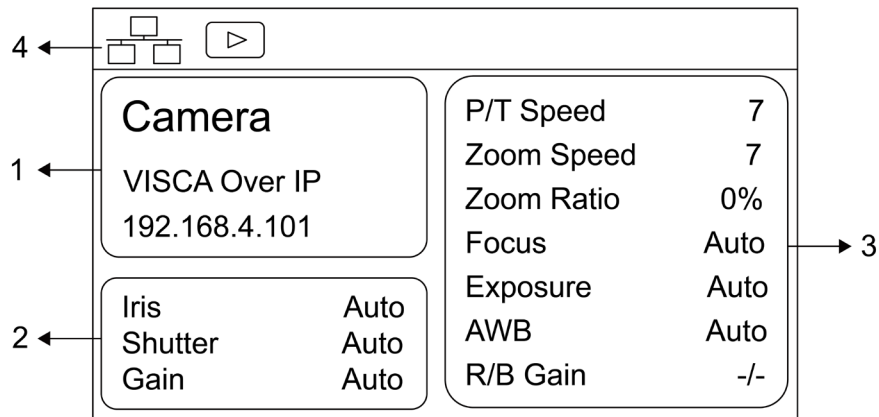 4
1
Camera
VISCA Over IP
192.168.4.101
2
Iris Auto
Shutter Auto
Gain Auto
P/T Speed 7
Zoom Speed 7
Zoom Ratio 0%
Focus Auto
Exposure Auto
AWB Auto
R/B Gain -/-
3